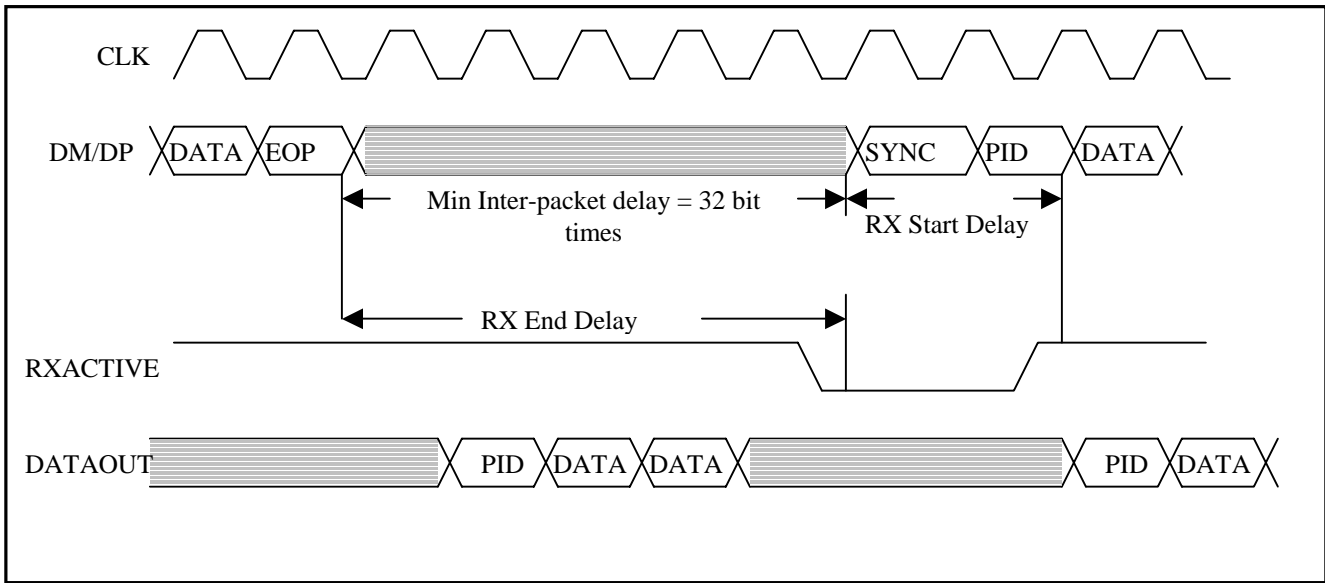 CLK
DM/DP DATA EOP SYNC PID DATA
Min Inter-packet delay = 32 bit
times
RX Start Delay
RX End Delay
RXACTIVE
DATAOUT PID DATA DATA PID DATA